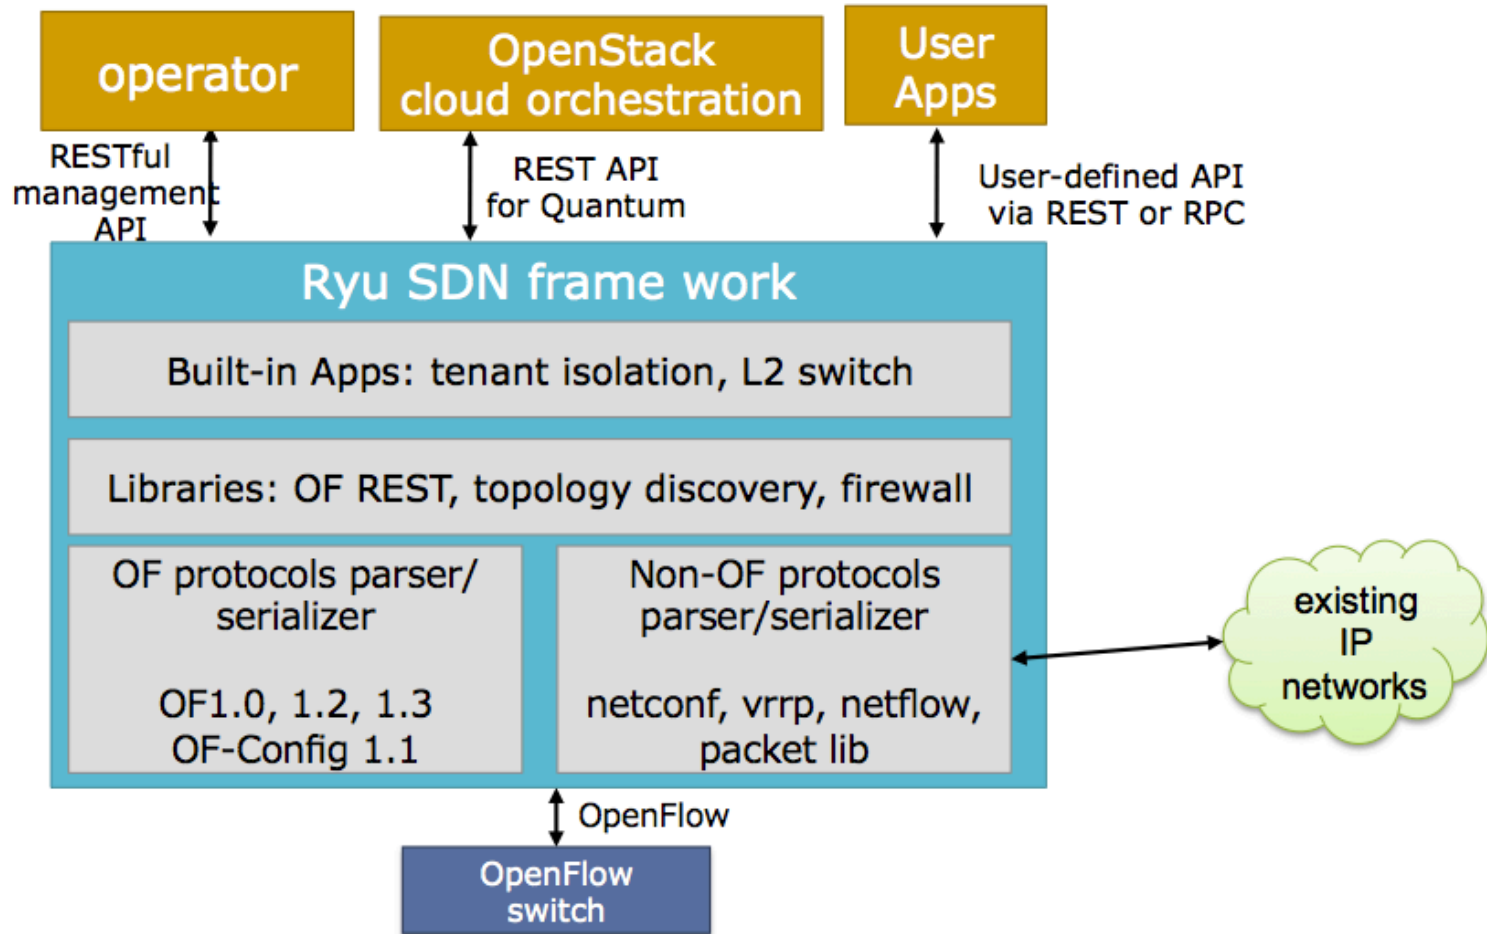 operator
OpenStack
cloud orchestration
User
Apps
RESTful
management
API
REST API
for Quantum
User-defined API
via REST or RPC
Ryu SDN frame work
Built-in Apps: tenant isolation, L2 switch
Libraries: OF REST, topology discovery, firewall
OF protocols parser/
serializer
OF1.0, 1.2, 1.3
OF-Config 1.1
Non-OF protocols
parser/serializer
netconf, vrrp, netflow,
packet lib
existing
IP
networks
OpenFlow
OpenFlow
switch